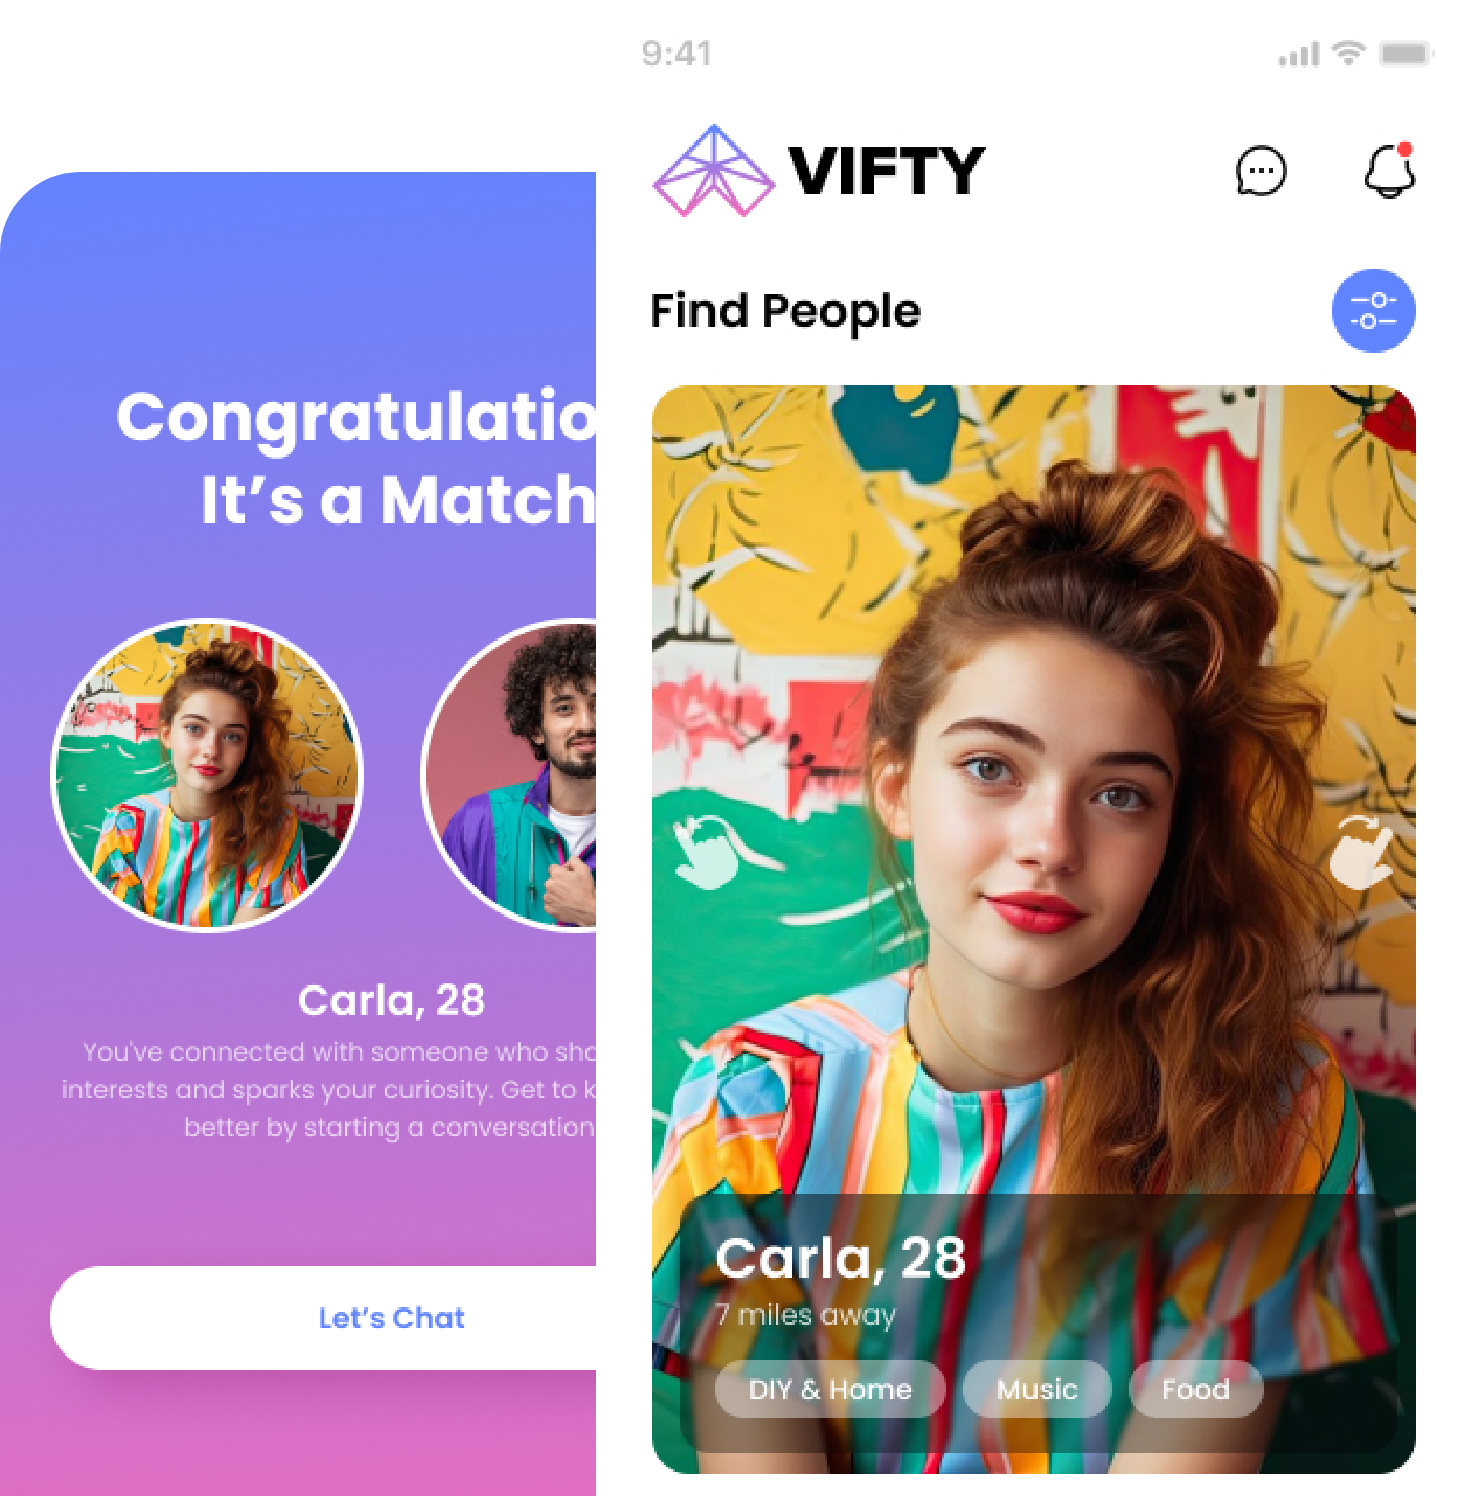 Congratulatio
It's a Match
Carla, 28
You've connected with someone who sha
interests and sparks your curiosity. Get to k
better by starting a conversation
Let's Chat
9:41
VIFTY
Find People
Carla, 28
7 miles away
DIY & Home
Music
Food